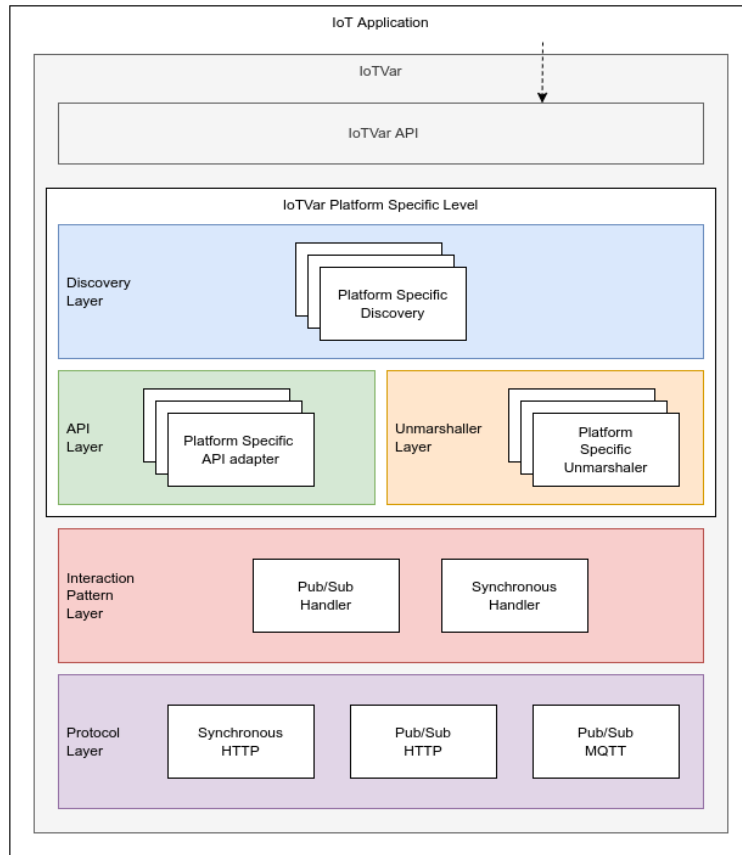 IoT Application
IoTVar
IoTVar API
IoTVar Platform Specific Level
Discovery
Layer
Platform Specific
Discovery
API
Layer
Platform Specific
API adapter
Unmarshaller
Layer
Platform
Specific
Unmarshaler
Interaction
Pattern
Layer
Pub/Sub
Handler
Synchronous
Handler
Protocol
Layer
Synchronous
HTTP
Pub/Sub
HTTP
Pub/Sub
MQTT